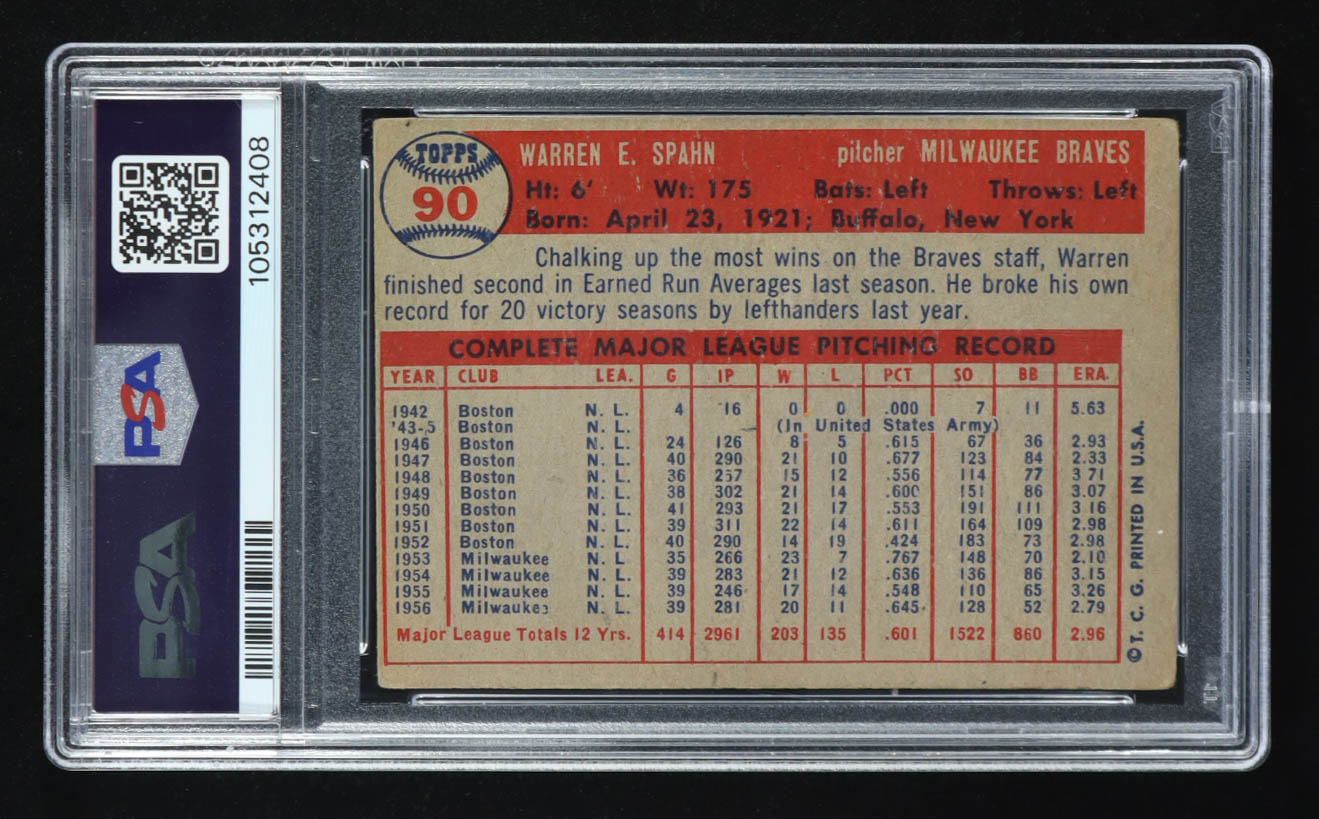 105312408
PSA
PSA
TOPPS
90
WARREN E. SPAHN pitcher MILWAUKEE BRAVES
Ht: 6' Wt: 175 Bats: Left Throws: Left
Born: April 23, 1921; Buffalo, New York
Chalking up the most wins on the Braves staff, Warren
finished second in Earned Run Averages last season. He broke his own
record for 20 victory seasons by lefthanders last year.
COMPLETE MAJOR LEAGUE PITCHING RECORD
YEAR CLUB LEA. G IP W L PCT SO BB ERA
1942 Boston N. L. 4 16 0 0 .000 7 11 5.63
'43-.5 Boston N. L. (In United States Army)
1946 Boston N. L. 24 126 8 5 .615 67 36 2.93
1947 Boston N. L. 40 290 21 10 .677 123 84 2.33
1948 Boston N. L. 36 257 15 12 .556 114 77 3.71
1949 Boston N. L. 38 302 21 14 .600 151 86 3.07
1950 Boston N. L. 41 293 21 17 .553 191 111 3.16
1951 Boston N. L. 39 311 22 14 .611 164 109 2.98
1952 Boston N. L. 40 290 14 19 .424 183 73 2.98
1953 Milwaukee N. L. 35 266 23 7 .767 148 70 2.10
1954 Milwaukee N. L. 39 283 21 12 .636 136 86 3.15
1955 Milwaukee N. L. 39 246 17 14 .548 110 65 3.26
1956 Milwaukee N. L. 39 281 20 11 .645 128 52 2.79
Major League Totals 12 Yrs. 414 2961 203 135 .601 1522 860 2.96
©T. C. G. PRINTED IN U.S.A.